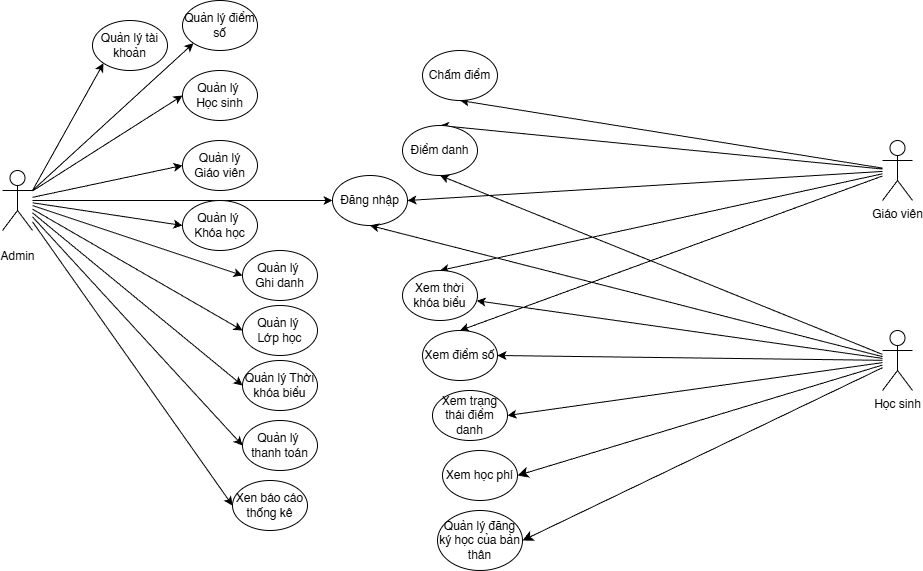 Quản lý điểm
số
Quản lý tài
khoản
Chấm điểm
Quản lý
Học sinh
Điểm danh
Quản lý
Giáo viên
Đăng nhập
Giáo viên
Quản lý
Khóa học
Admin
Quản lý
Ghi danh
Xem thời
khóa biểu
Quản lý
Lớp học
Xem điểm số
Quản lý Thời
khóa biểu
Học sinh
Xem trạng
thái điểm
danh
Quản lý
thanh toán
Xem học phí
Xen báo cáo
thống kê
Quản lý đăng
ký học của bản
thân